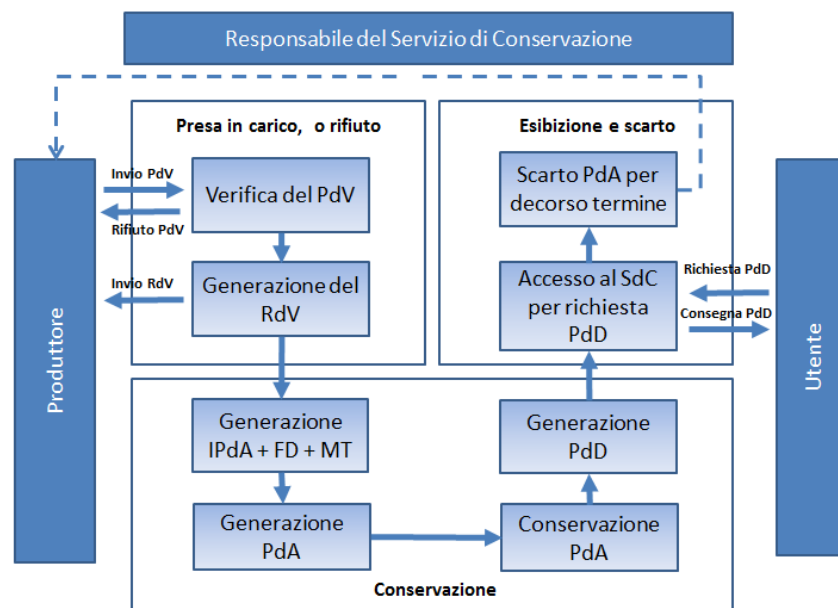 Responsabile del Servizio di Conservazione
Presa in carico, o rifiuto
Esibizione e scarto
Produttore
Invio PdV
Rifiuto PdV
Invio RdV
Verifica del PdV
Generazione del
RdV
Scarto PdA per
decorso termine
Accesso al SdC
per richiesta
PdD
Richiesta PdD
Consegna PdD
Utente
Generazione
IPdA + FD + MT
Generazione
PdA
Generazione
PdD
Conservazione
PdA
Conservazione